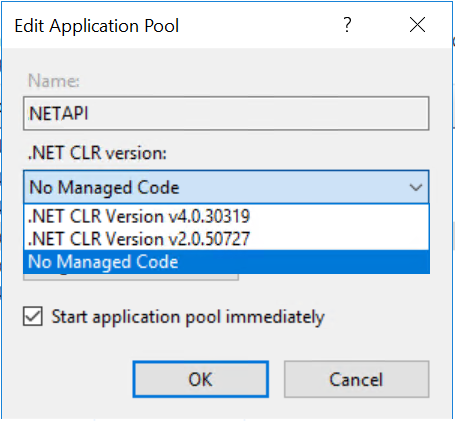 Edit Application Pool ?
Name:
NETAPI
.NET CLR version:
No Managed Code
.NET CLR Version v4.0.30319
.NET CLR Version v2.0.50727
No Managed Code
Start application pool immediately
OK Cancel